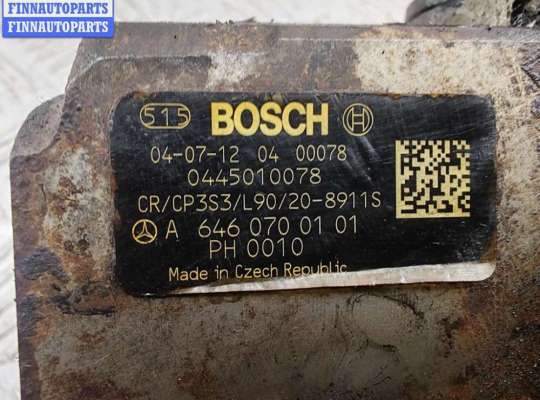 FINNAUTOPARTS
FINNAUTOPARTS
FINNAUTOPARTS
515 BOSCH
04-07-12 04 00078
0445010078
CR/CP3S3/L90/20-8911S
A 646 070 01 01
PH 0010
Made in Czech Republic